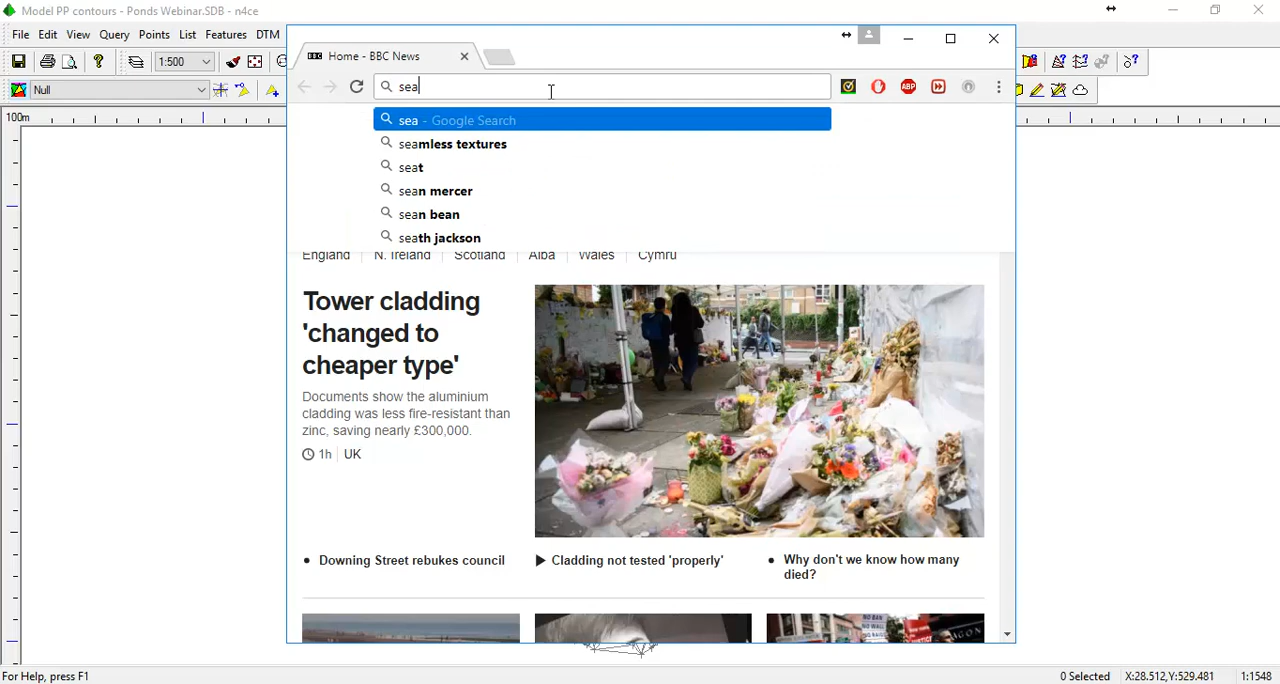 Model PP contours - Ponds Webinar.SDB - n4ce
File Edit View Query Points List Features DTM
1:500
Null
100m
Home - BBC News
sea
ABP
sea - Google Search
seamless textures
seat
sean mercer
sean bean
seath jackson
England N. Ireland Scotland Alba Wales Cymru
Tower cladding
'changed to
cheaper type'
Documents show the aluminium
cladding was less fire-resistant than
zinc, saving nearly £300,000.
1h UK
Downing Street rebukes council
Cladding not tested 'properly'
Why don't we know how many
died?
For Help, press F1
0 Selected X:28.512,Y:529.481 1:1548